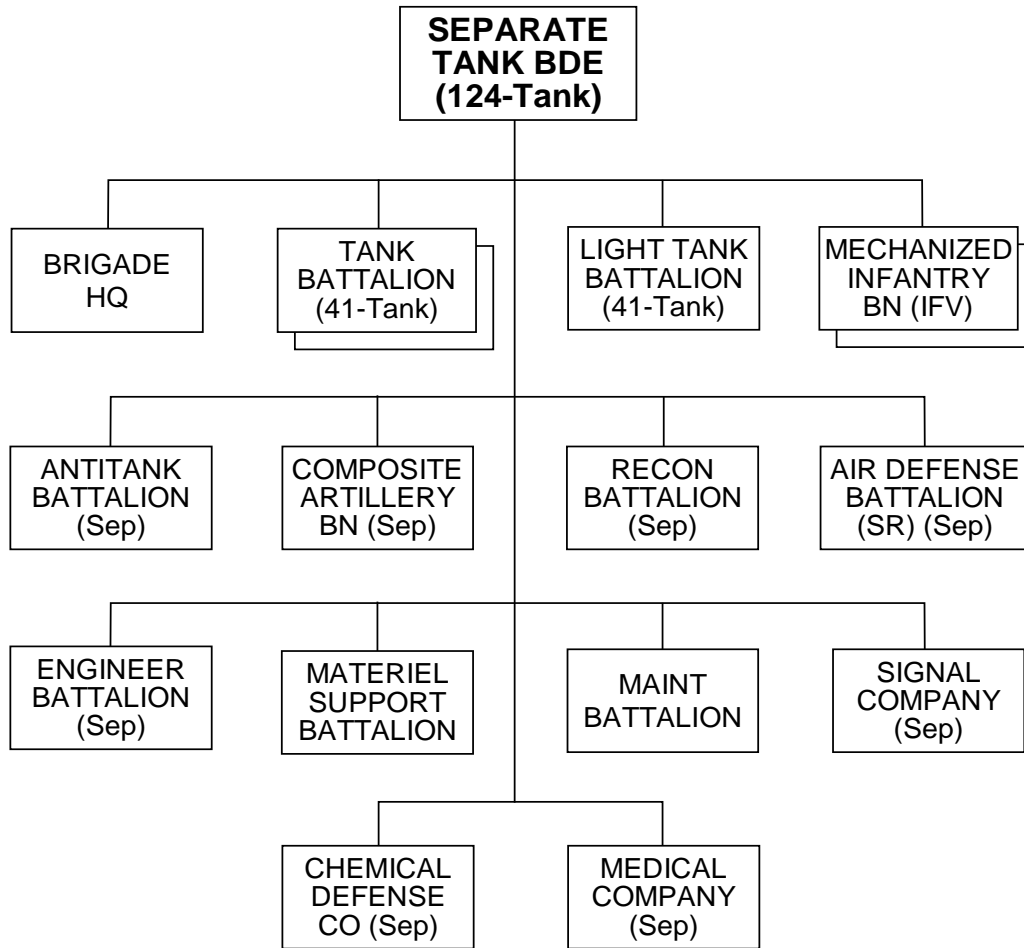 SEPARATE
TANK BDE
(124-Tank)
BRIGADE
HQ
TANK
BATTALION
(41-Tank)
LIGHT TANK
BATTALION
(41-Tank)
MECHANIZED
INFANTRY
BN (IFV)
ANTITANK
BATTALION
(Sep)
COMPOSITE
ARTILLERY
BN (Sep)
RECON
BATTALION
(Sep)
AIR DEFENSE
BATTALION
(SR) (Sep)
ENGINEER
BATTALION
(Sep)
MATERIEL
SUPPORT
BATTALION
MAINT
BATTALION
SIGNAL
COMPANY
(Sep)
CHEMICAL
DEFENSE
CO (Sep)
MEDICAL
COMPANY
(Sep)